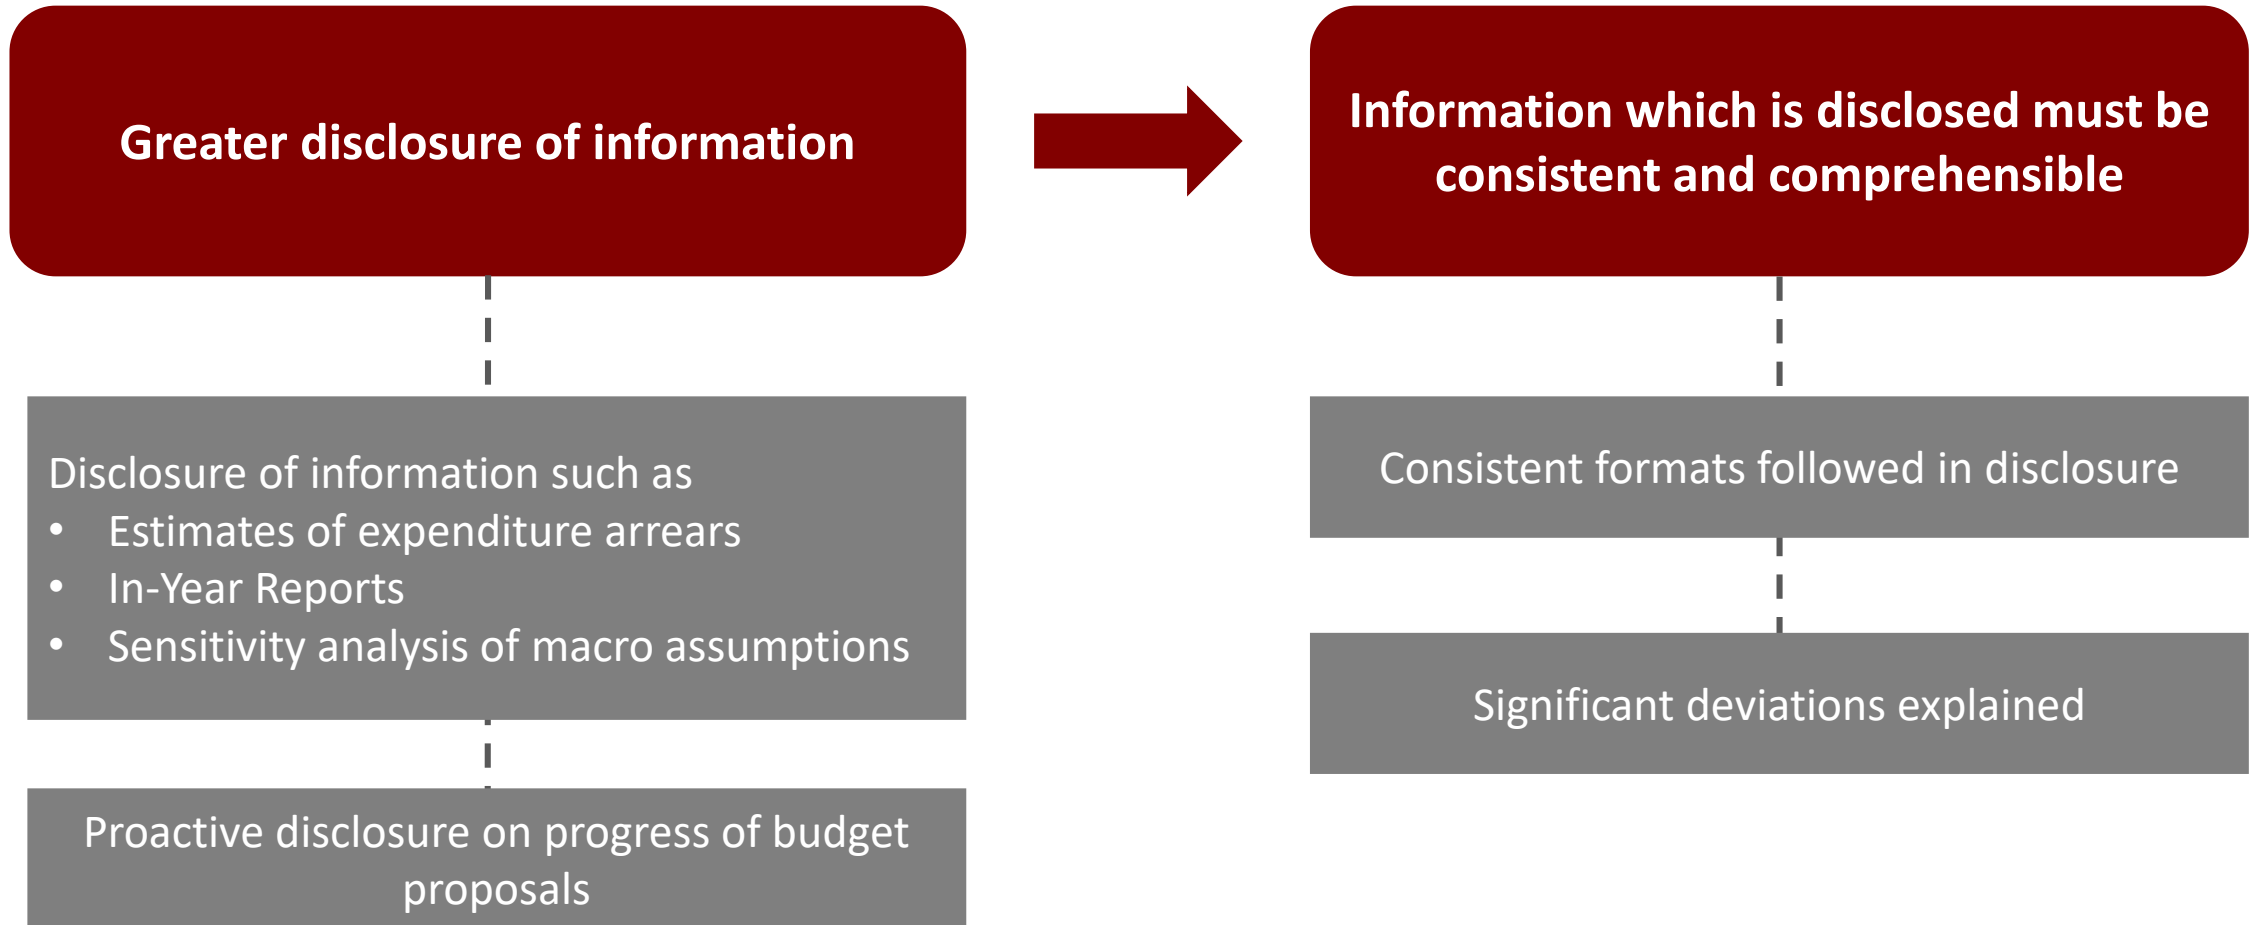 Greater disclosure of information
Information which is disclosed must be
consistent and comprehensible
Disclosure of information such as
• Estimates of expenditure arrears
• In-Year Reports
• Sensitivity analysis of macro assumptions
Proactive disclosure on progress of budget
proposals
Consistent formats followed in disclosure
Significant deviations explained